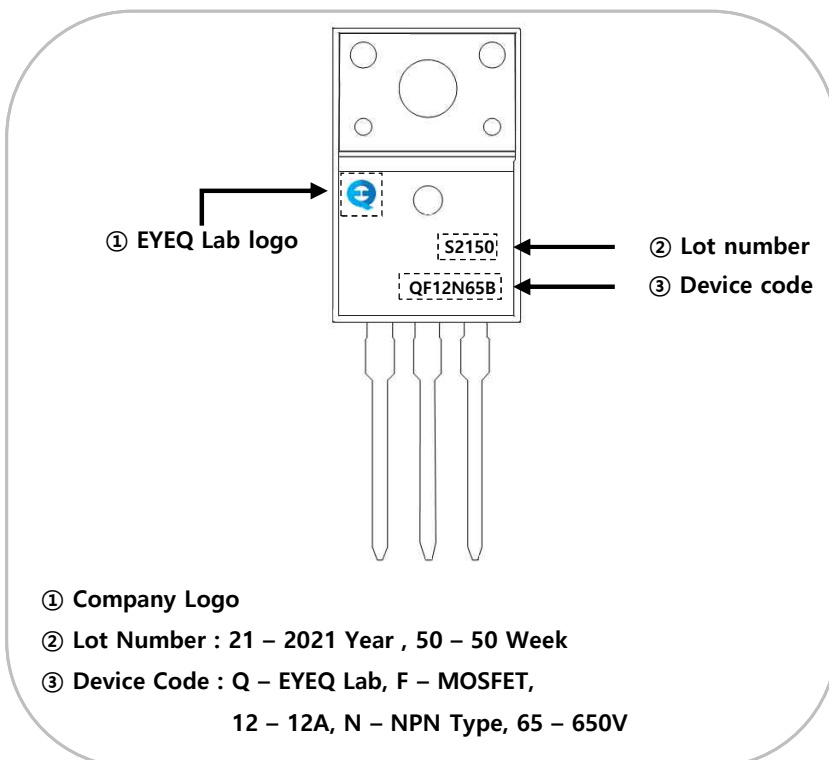 ① EYEQ Lab logo
S2150
② Lot number
QF12N65B
③ Device code
① Company Logo
② Lot Number : 21 – 2021 Year , 50 – 50 Week
③ Device Code : Q – EYEQ Lab, F – MOSFET,
12 – 12A, N – NPN Type, 65 – 650V